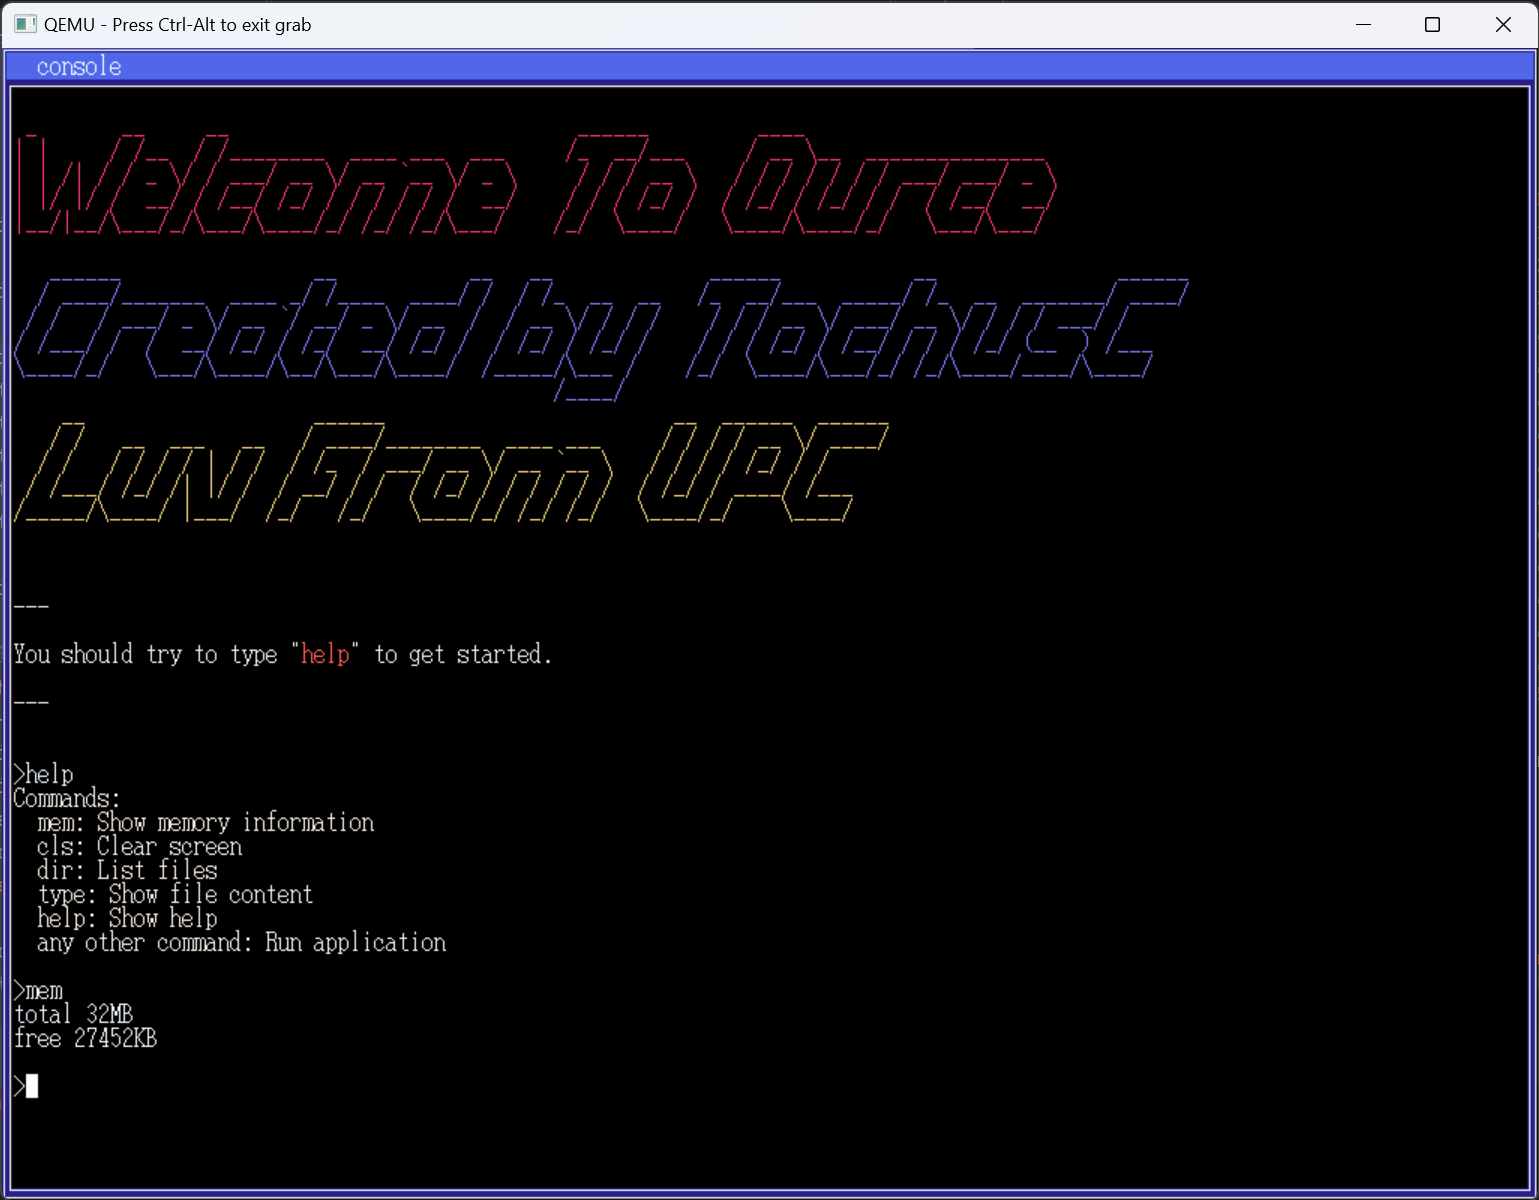 QEMU - Press Ctrl-Alt to exit grab
console
Welcome To Ource
Created by TochusC
Luv From UPC
---
You should try to type "help" to get started.
---
>help
Commands:
mem: Show memory information
cls: Clear screen
dir: List files
type: Show file content
help: Show help
any other command: Run application
>mem
total 32MB
free 27452KB
>